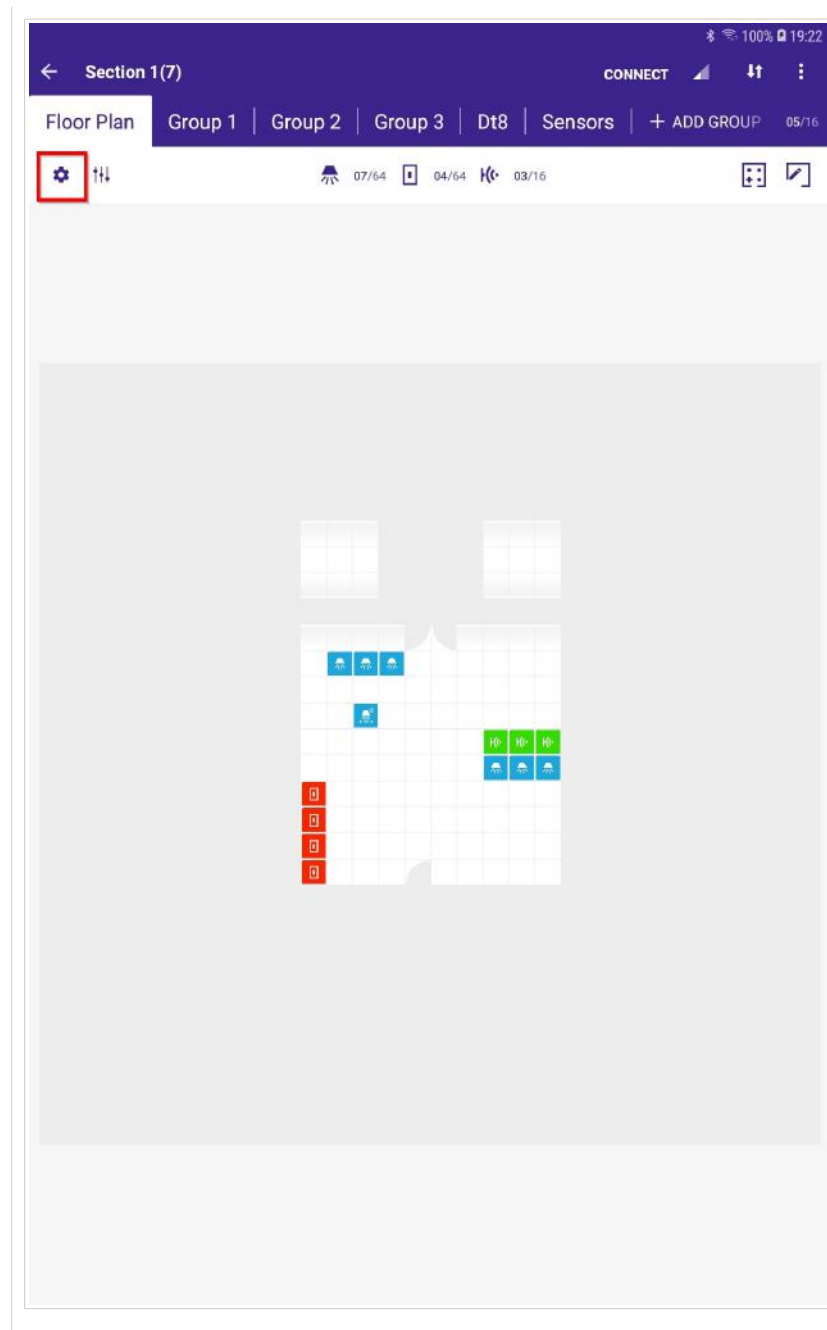 100% 19:22
Section 1(7) CONNECT
Floor Plan Group 1 Group 2 Group 3 Dt8 Sensors + ADD GROUP 05/16
07/64 04/64 03/16